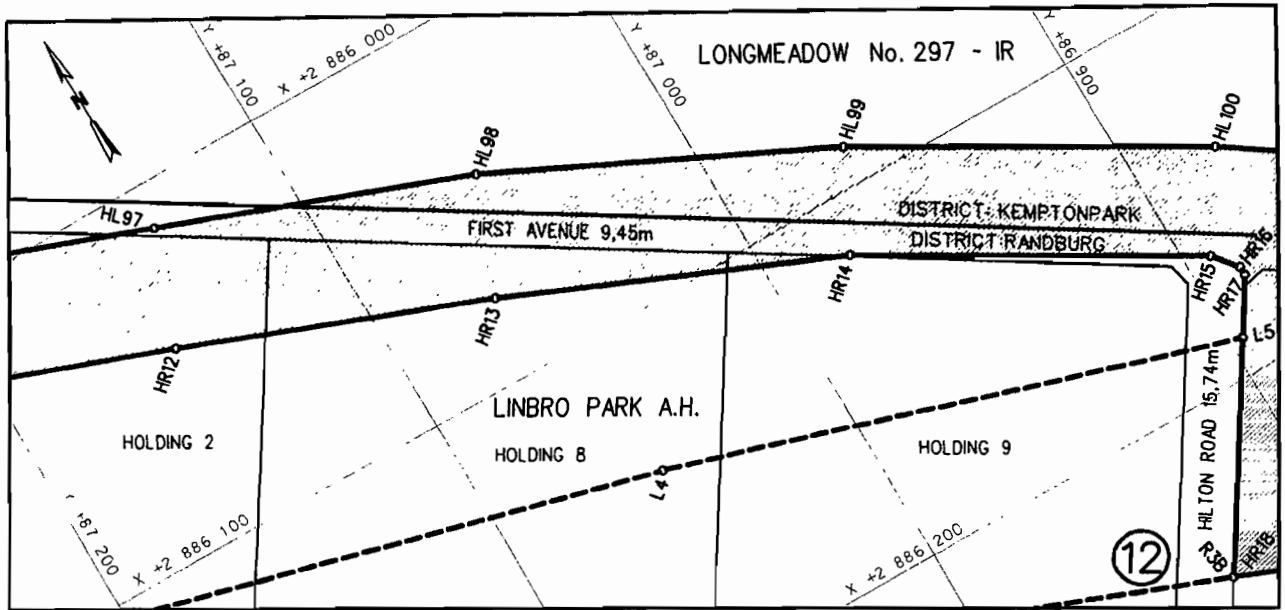 LONGMEADOW No. 297 - IR
Y +87 100
X +2 886 000
Y +87 000
Y +86 900
N
HL98
HL99
HL100
HL97
FIRST AVENUE 9,45m
DISTRICT KEMPTONPARK
DISTRICT RANDBURG
HR12
HR13
HR14
HR15
HR16
HR17
L5
LINBRO PARK A.H.
HOLDING 2
HOLDING 8
HOLDING 9
L4
HILTON ROAD 15,74m
Y +87 200
X +2 886 100
X +2 886 200
12
R3B
HR18